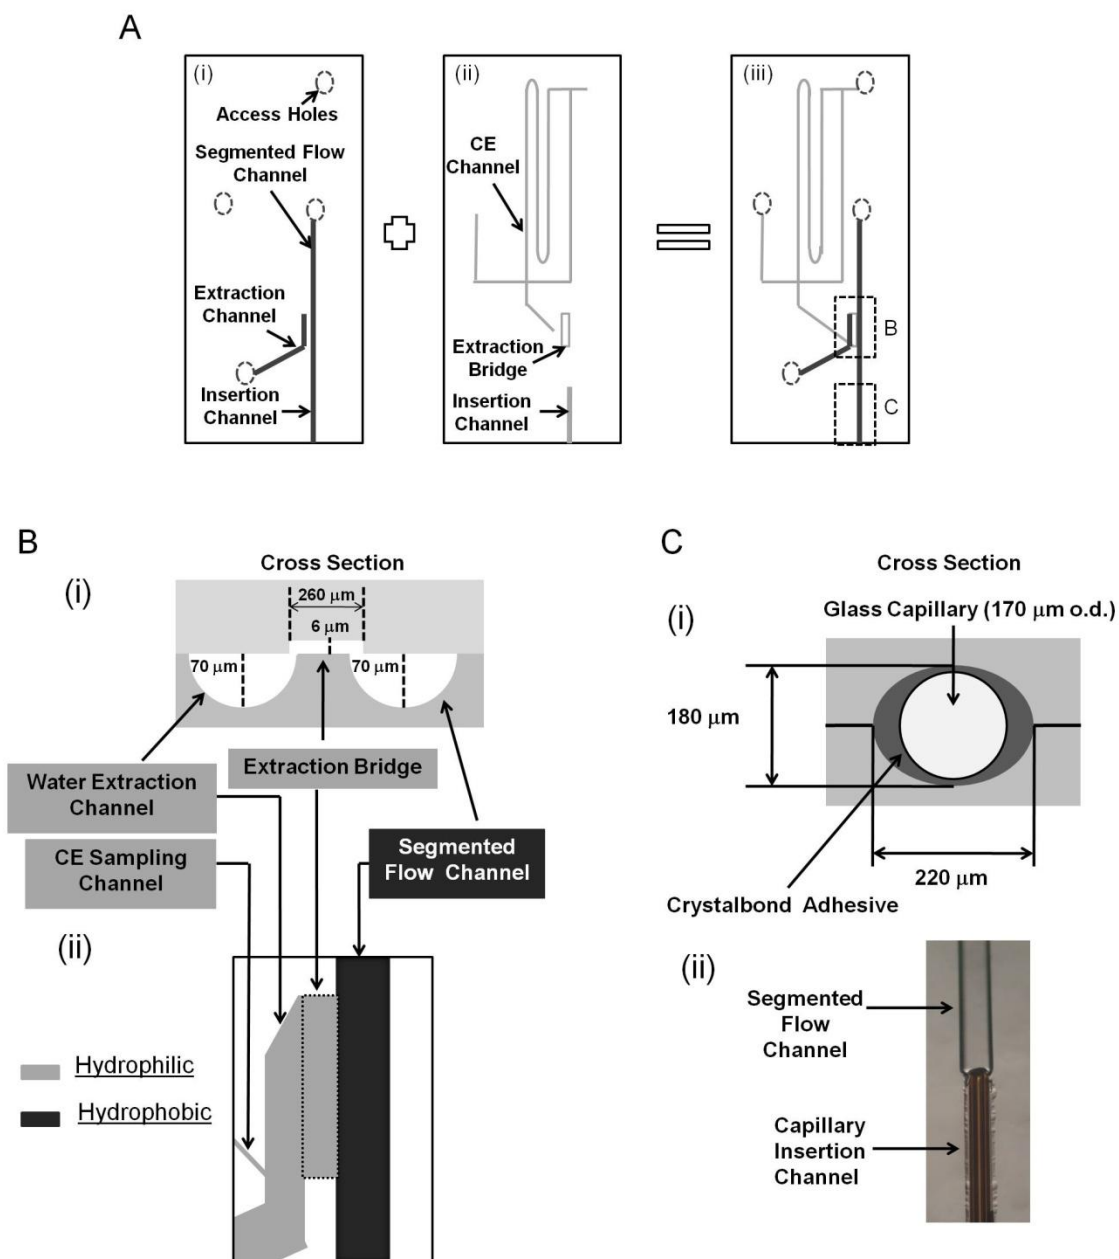 A
(i)
Access Holes
Segmented Flow
Channel
Extraction
Channel
Insertion
Channel
(ii)
CE
Channel
Extraction
Bridge
Insertion
Channel
(iii)
B
C
B
Cross Section
(i)
260 μm
6 μm
70 μm
70 μm
Water Extraction
Channel
Extraction Bridge
CE Sampling
Channel
Segmented
Flow Channel
(ii)
Hydrophilic
Hydrophobic
C
Cross Section
Glass Capillary (170 μm o.d.)
(i)
180 μm
220 μm
Crystalbond Adhesive
(ii)
Segmented
Flow
Channel
Capillary
Insertion
Channel